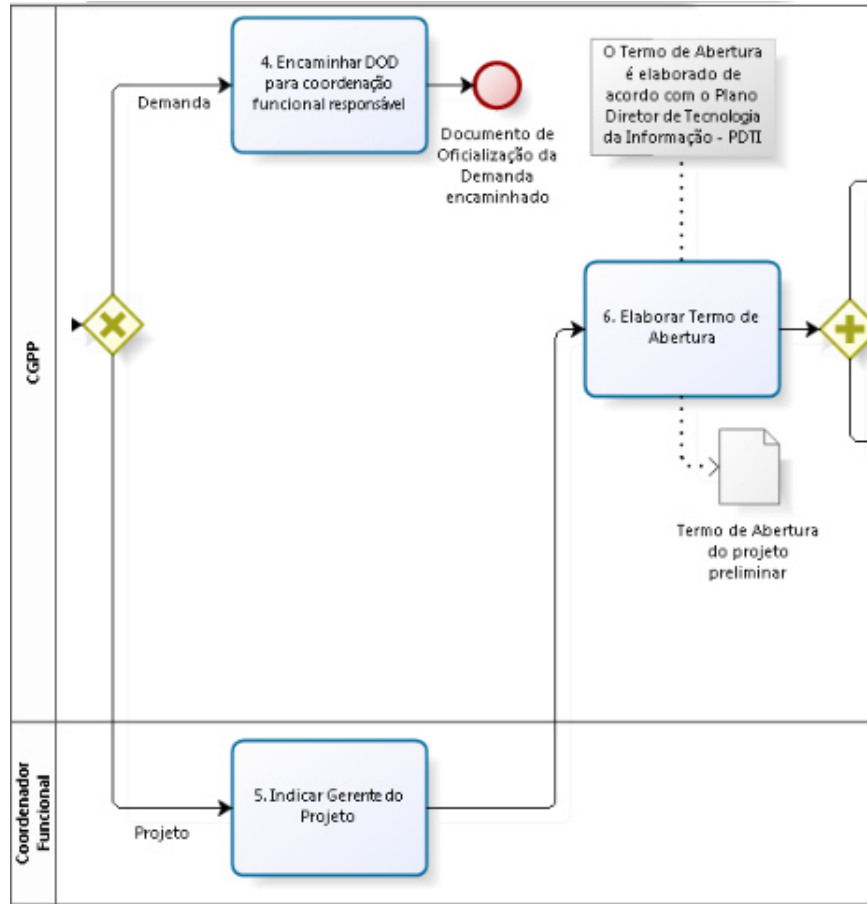 CGPP
Demanda
4. Encaminhar DOD
para coordenação
funcional responsável
Documento de
Oficialização da
Demanda
encaminhado
O Termo de Abertura
é elaborado de
acordo com o Plano
Diretor de Tecnologia
da Informação - PDTI
6. Elaborar Termo de
Abertura
Termo de Abertura
do projeto
preliminar
Coordenador
Funcional
Projeto
5. Indicar Gerente do
Projeto